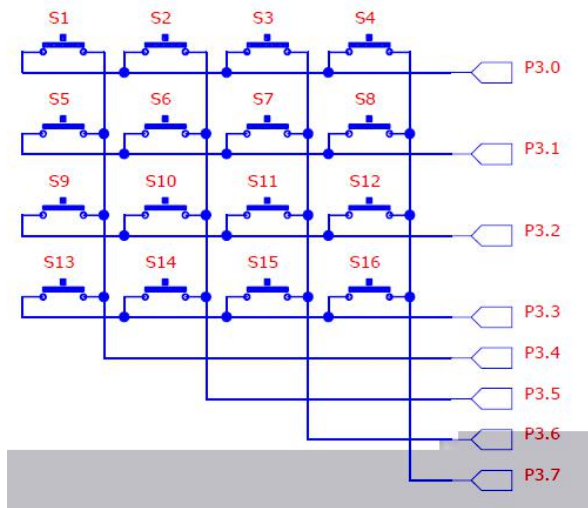 S1 S2 S3 S4
P3.0
S5 S6 S7 S8
P3.1
S9 S10 S11 S12
P3.2
S13 S14 S15 S16
P3.3
P3.4
P3.5
P3.6
P3.7